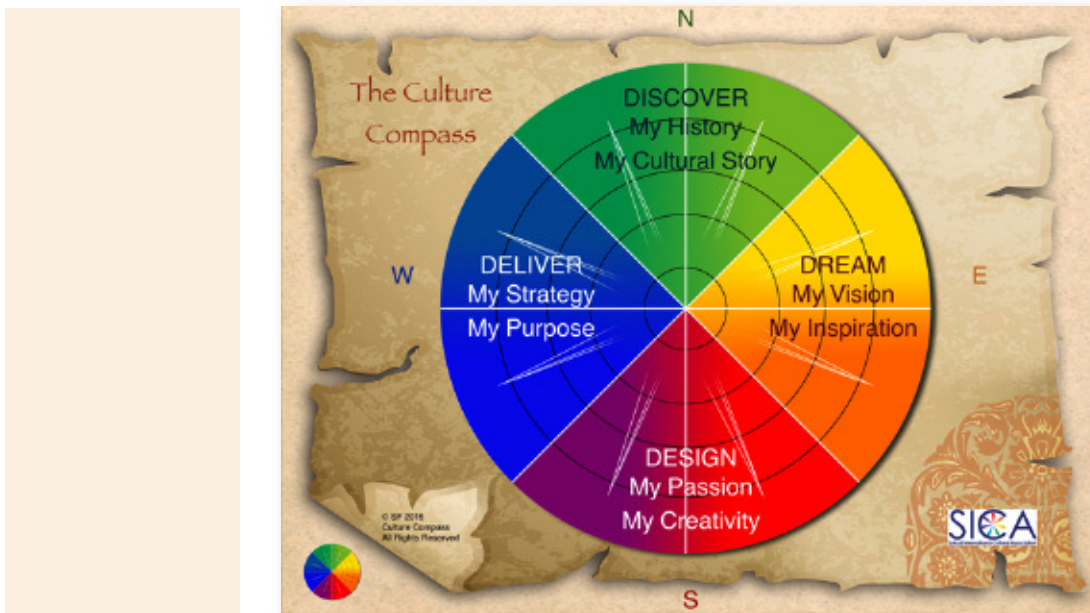 N
The Culture
Compass
DISCOVER
My History
My Cultural Story
W
DELIVER
My Strategy
My Purpose
DREAM
My Vision
My Inspiration
E
DESIGN
My Passion
My Creativity
© SF 2016
Culture Compass
All Rights Reserved
SICA
S